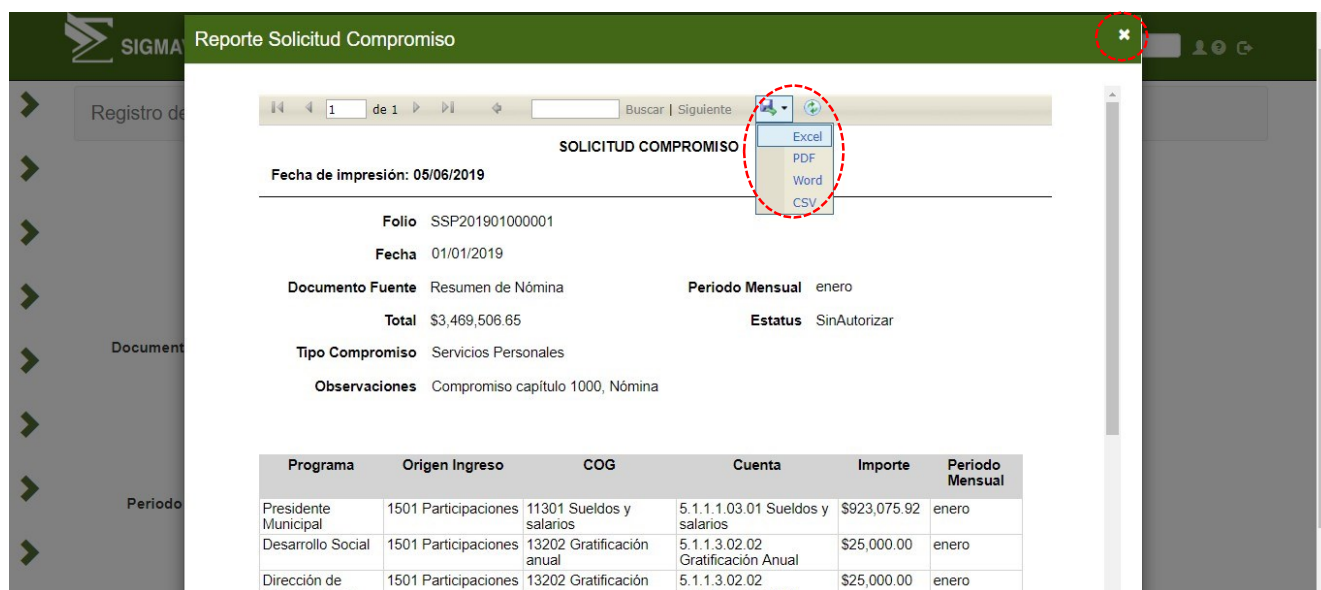 SIGMA
Reporte Solicitud Compromiso
Registro de
1 de 1 Buscar | Siguiente
Excel
PDF
Word
CSV
SOLICITUD COMPROMISO
Fecha de impresión: 05/06/2019
Folio SSP201901000001
Fecha 01/01/2019
Documento Fuente Resumen de Nómina Periodo Mensual enero
Total $3,469,506.65 Estatus SinAutorizar
Document
Tipo Compromiso Servicios Personales
Observaciones Compromiso capítulo 1000, Nómina
Programa Origen Ingreso COG Cuenta Importe Periodo
Mensual
Periodo
Presidente 1501 Participaciones 11301 Sueldos y 5.1.1.1.03.01 Sueldos y $923,075.92 enero
Municipal salarios salarios
Desarrollo Social 1501 Participaciones 13202 Gratificación 5.1.1.3.02.02 $25,000.00 enero
anual Gratificación Anual
Dirección de 1501 Participaciones 13202 Gratificación 5.1.1.3.02.02 $25,000.00 enero